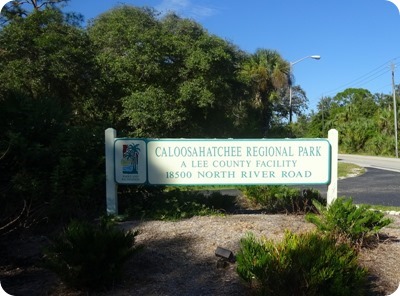 CALOOSAHATCHEE REGIONAL PARK
A LEE COUNTY FACILITY
18500 NORTH RIVER ROAD